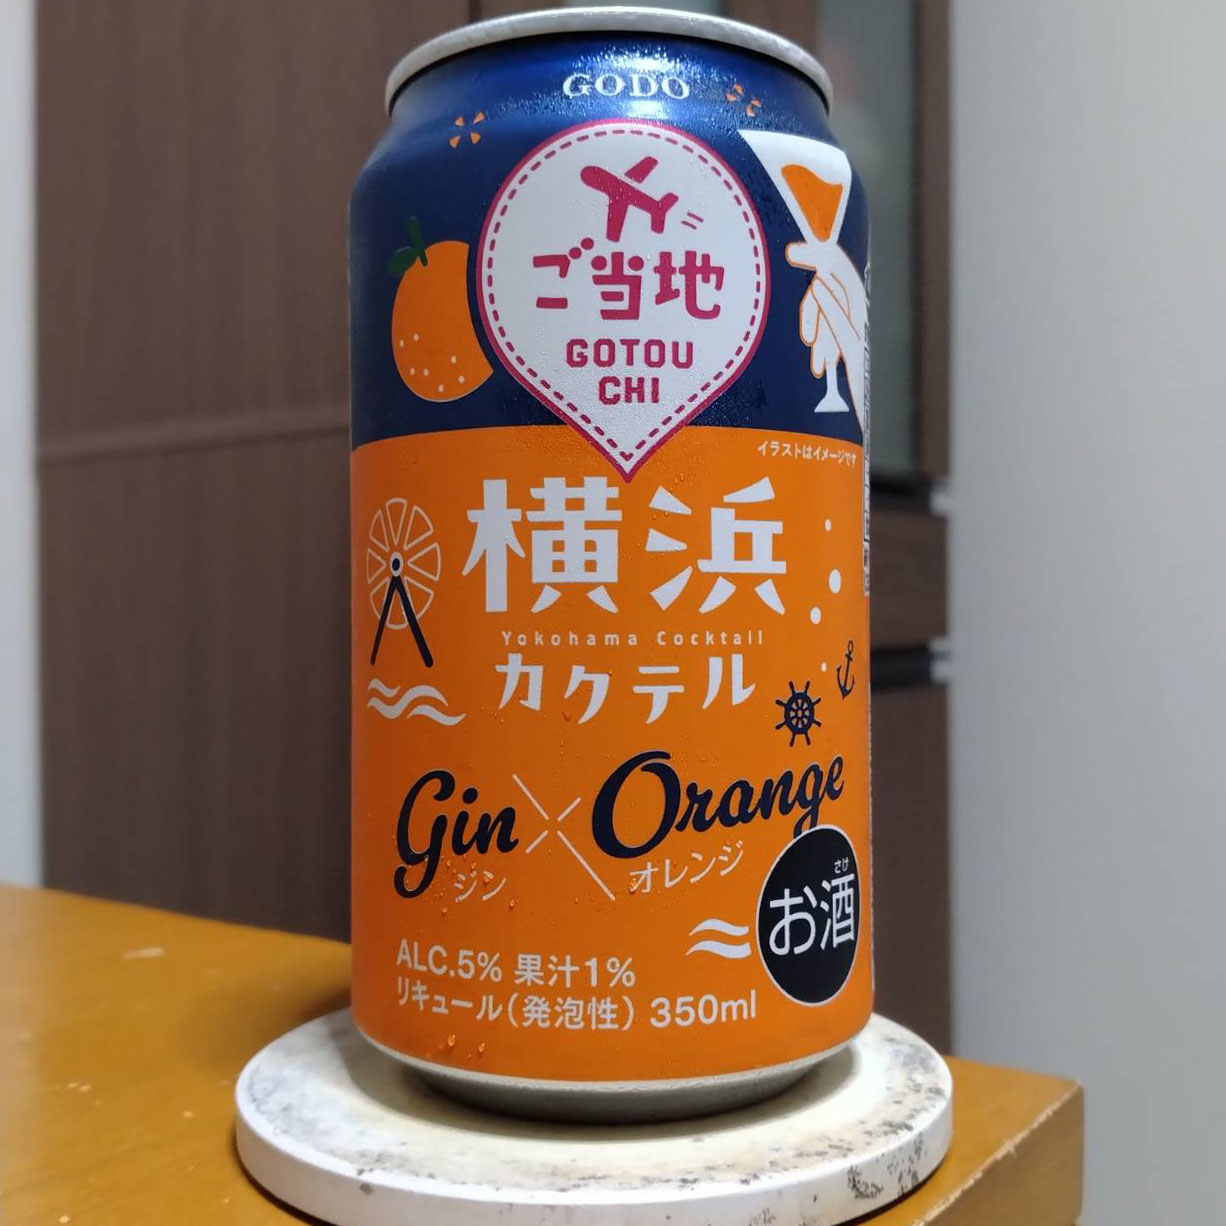 GODO
ご当地
GOTOU
CHI
イラストはイメージです
横浜
Yokohama Cocktail
カクテル
Gin×Orange
ジン オレンジ
さけ
お酒
ALC.5% 果汁1%
リキュール(発泡性) 350ml